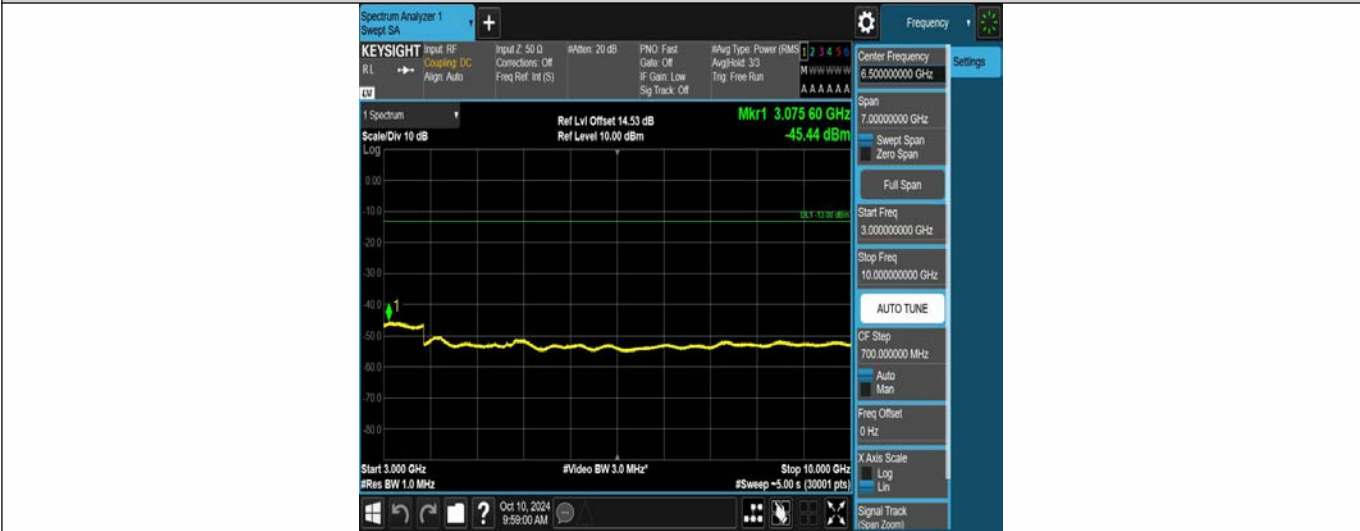 Spectrum Analyzer 1
Swept SA
+
Frequency
KEYSIGHT
RL
LV
Input: RF
Coupling: DC
Align: Auto
Input Z: 50 Ω
Corrections: Off
Freq Ref: Int (S)
#Atten: 20 dB
PNO: Fast
Gate: Off
IF Gain: Low
Sig Track: Off
#Avg Type: Power (RMS
Avg|Hold: 3/3
Trig: Free Run
1 2 3 4 5 6
M W W W W W
A A A A A A
Center Frequency
6.500000000 GHz
Settings
1 Spectrum
Scale/Div 10 dB
Log
Ref Lvl Offset 14.53 dB
Ref Level 10.00 dBm
Mkr1 3.075 60 GHz
-45.44 dBm
Span
7.00000000 GHz
Swept Span
Zero Span
Full Span
Start Freq
3.000000000 GHz
Stop Freq
10.000000000 GHz
AUTO TUNE
CF Step
700.000000 MHz
Auto
Man
Freq Offset
0 Hz
X Axis Scale
Log
Lin
Signal Track
(Span Zoom)
0.00
-10.0
DL1 -13.00 dBm
-20.0
-30.0
-40.0
1
-50.0
-60.0
-70.0
-80.0
Start 3.000 GHz
#Res BW 1.0 MHz
#Video BW 3.0 MHz*
Stop 10.000 GHz
#Sweep ~5.00 s (30001 pts)
?
Oct 10, 2024
9:59:00 AM